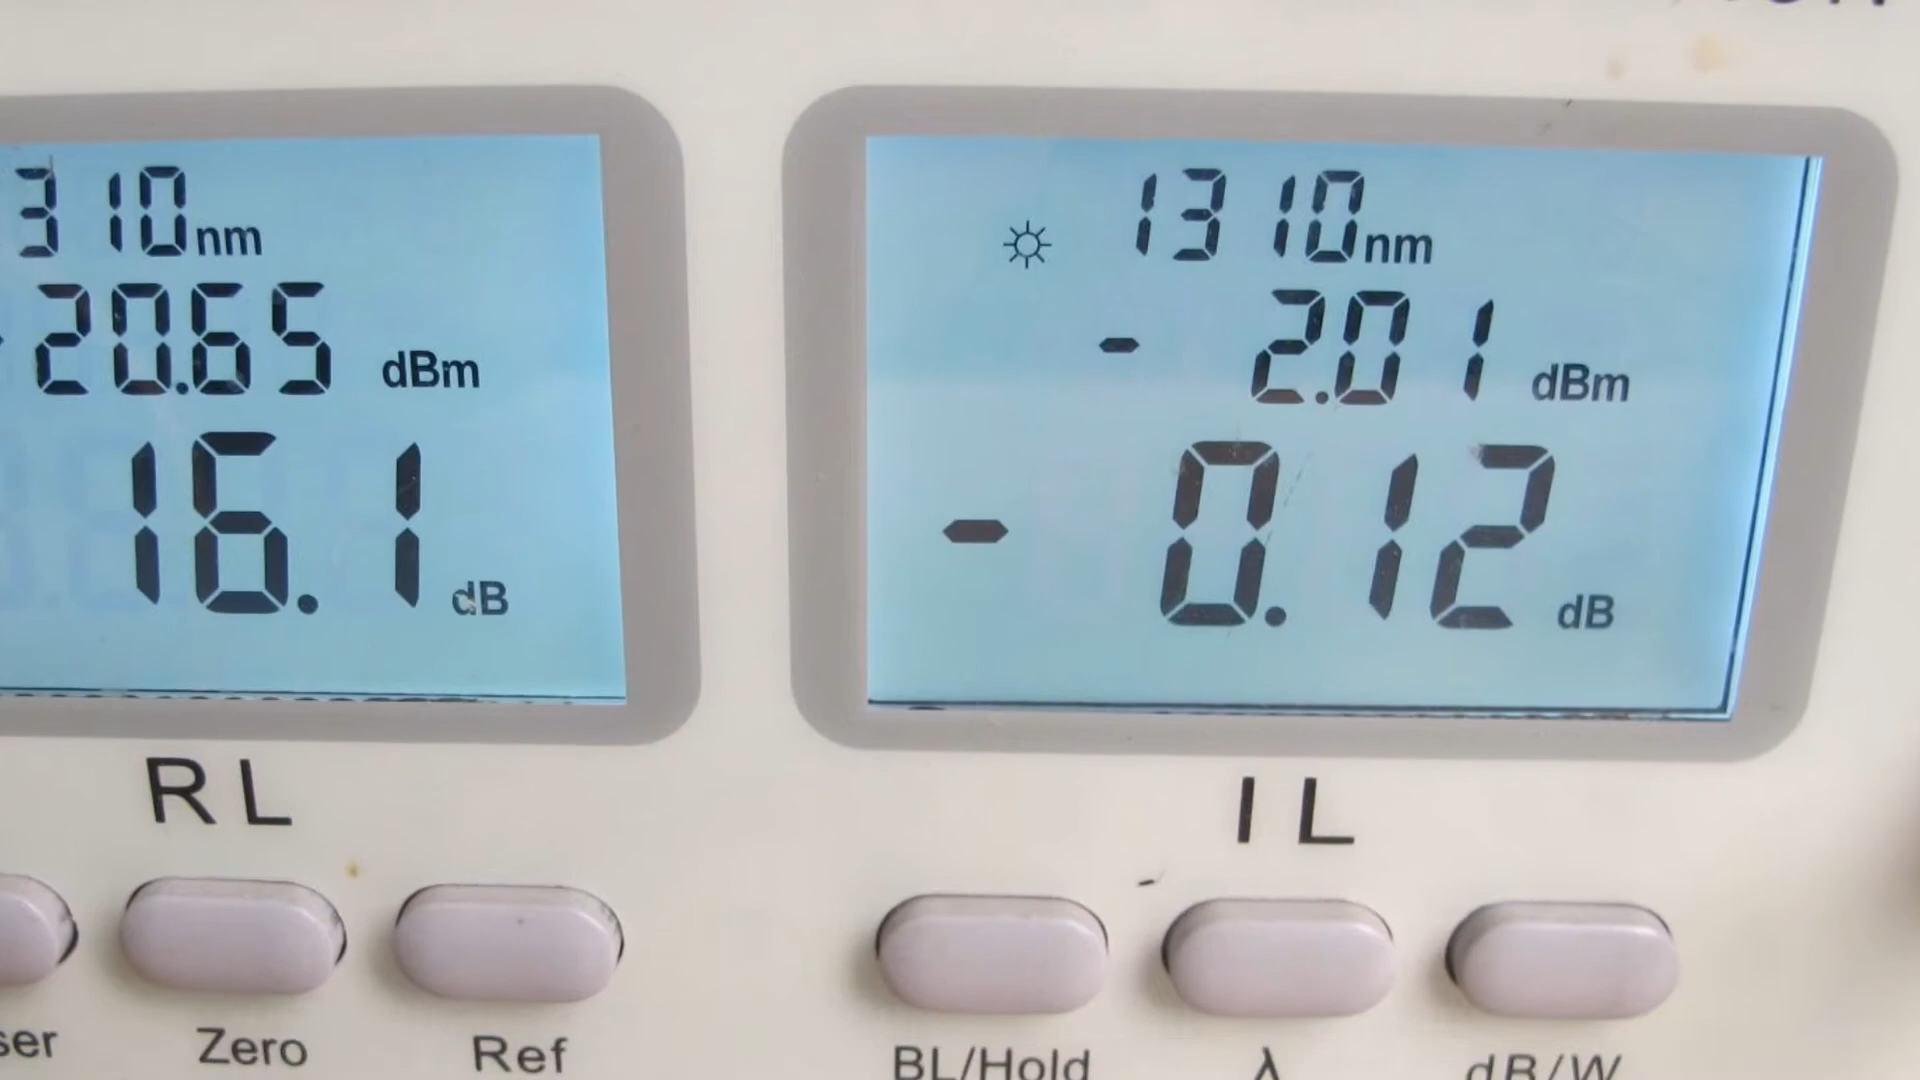 310nm
20.65 dBm
16.1 dB
RL
Zero
Ref
1310nm
- 2.01 dBm
- 0.12 dB
IL
BL/Hold
λ
dB/W